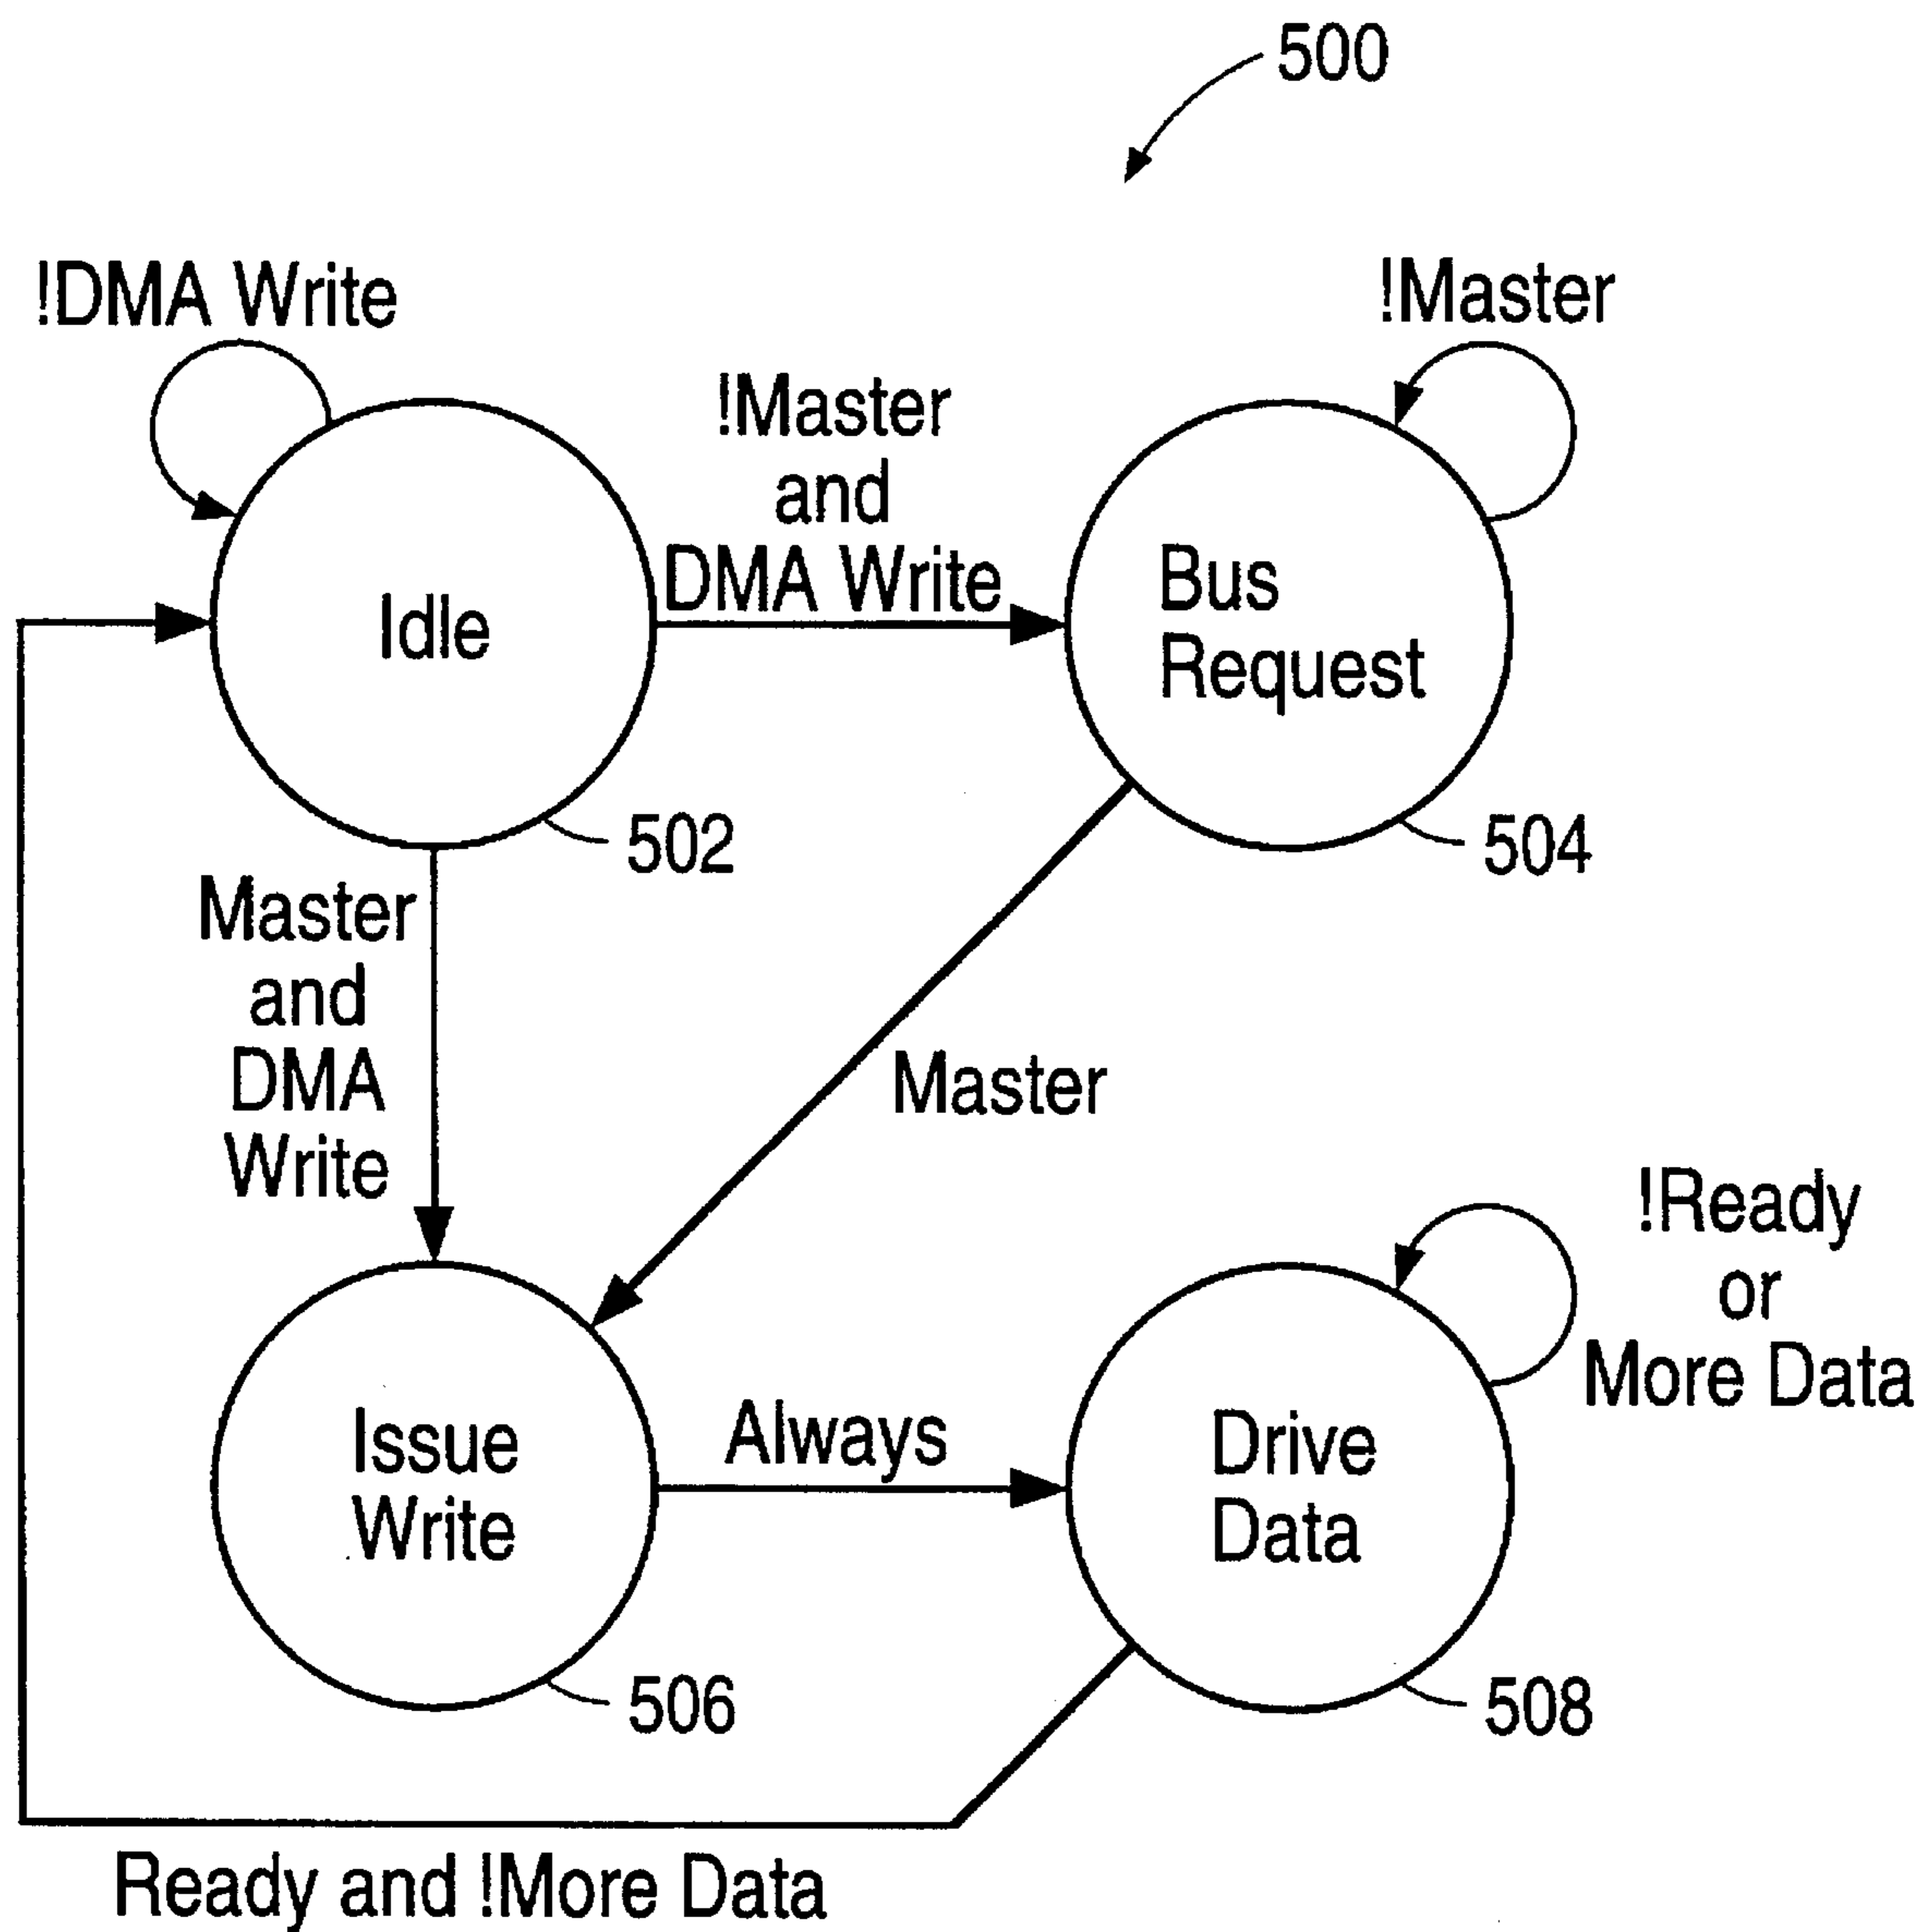 500
!DMA Write
!Master
!Master
and
DMA Write
Idle
Bus
Request
502
504
Master
and
DMA
Write
Master
!Ready
or
More Data
Issue
Write
Always
Drive
Data
506
508
Ready and !More Data